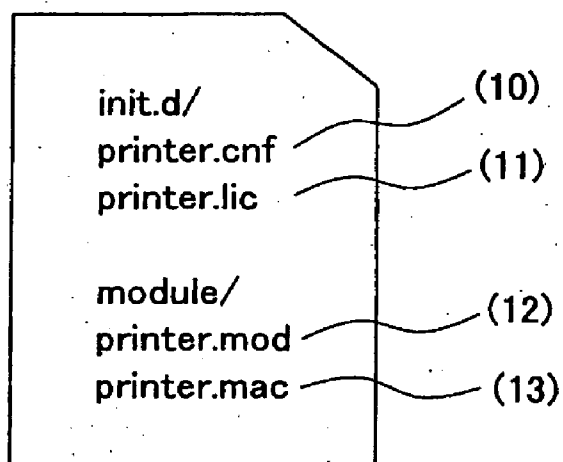 init.d/
printer.cnf (10)
printer.lic (11)
module/
printer.mod (12)
printer.mac (13)